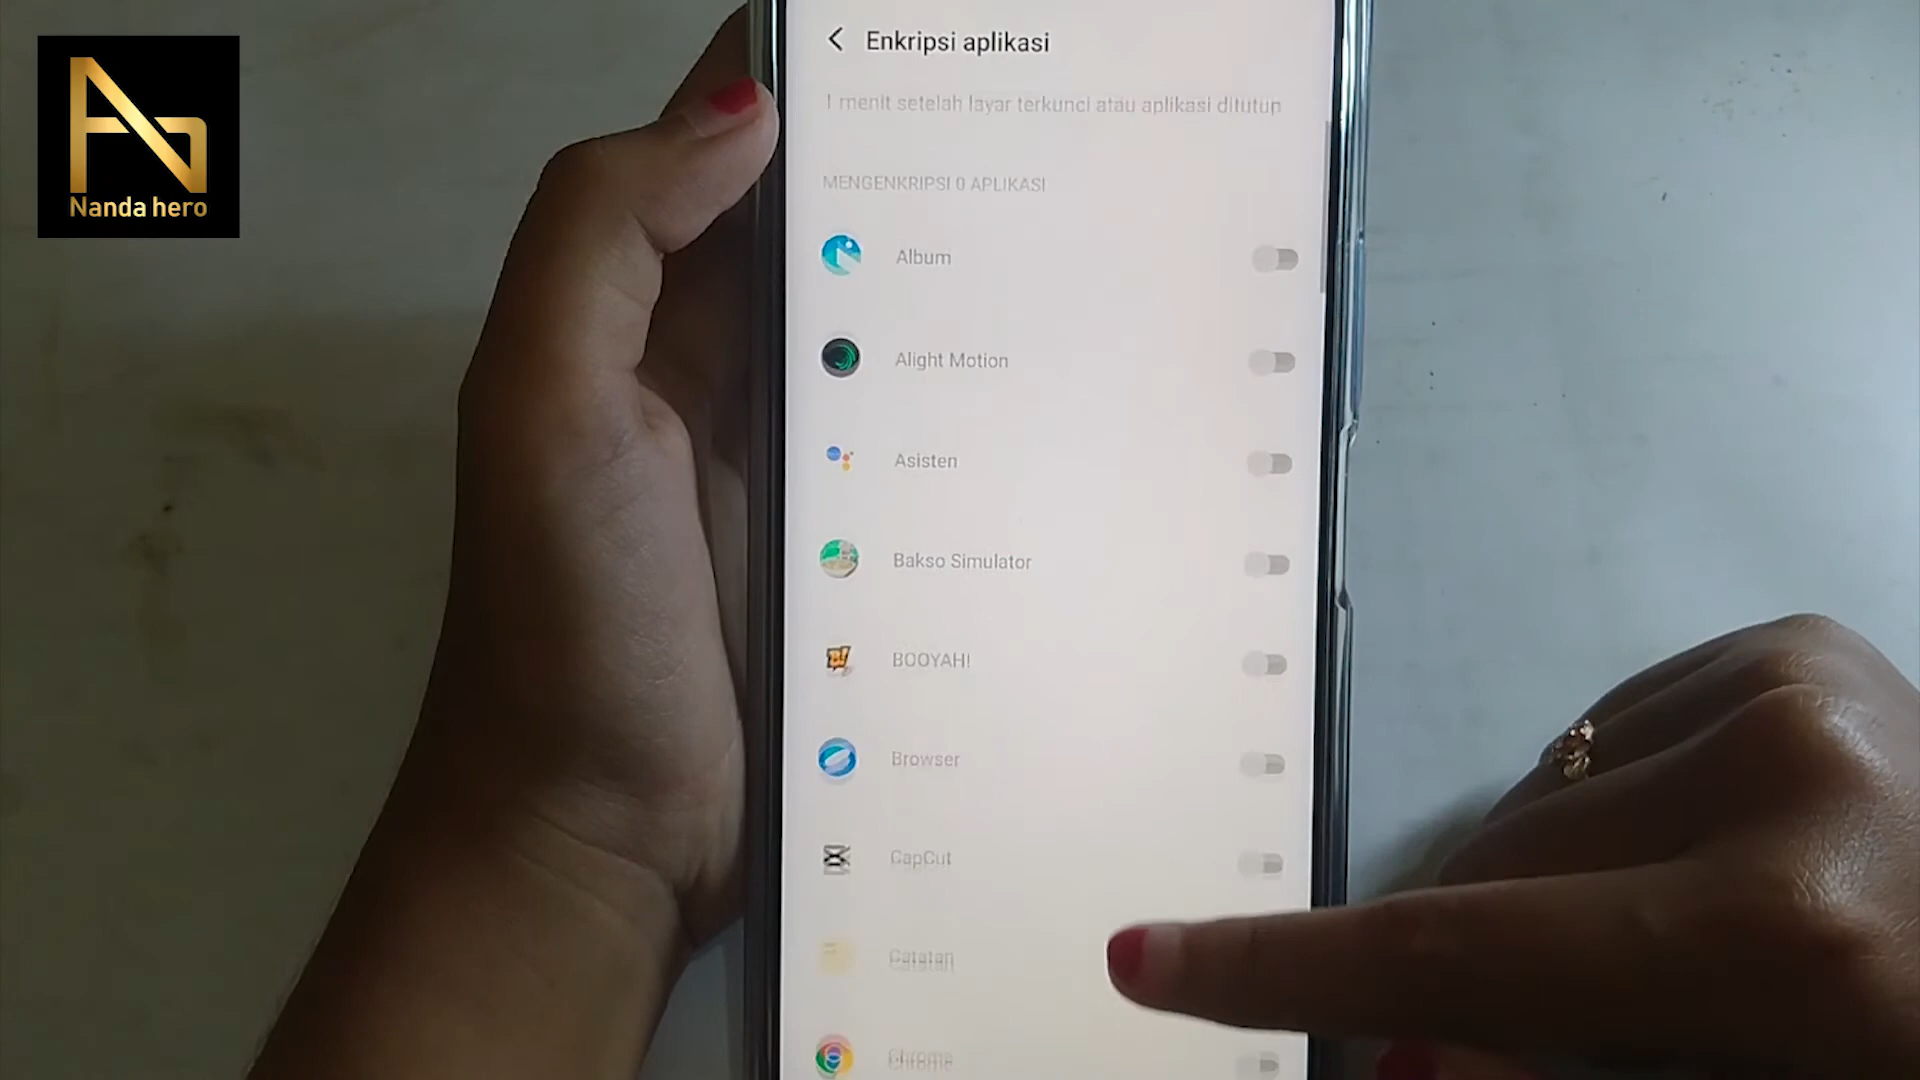 Nanda hero
Enkripsi aplikasi
1 menit setelah layar terkunci atau aplikasi ditutup
MENGENKRIPSI 0 APLIKASI
Album
Alight Motion
Asisten
Bakso Simulator
BOOYAH!
Browser
CapCut
Catatan
Chrome